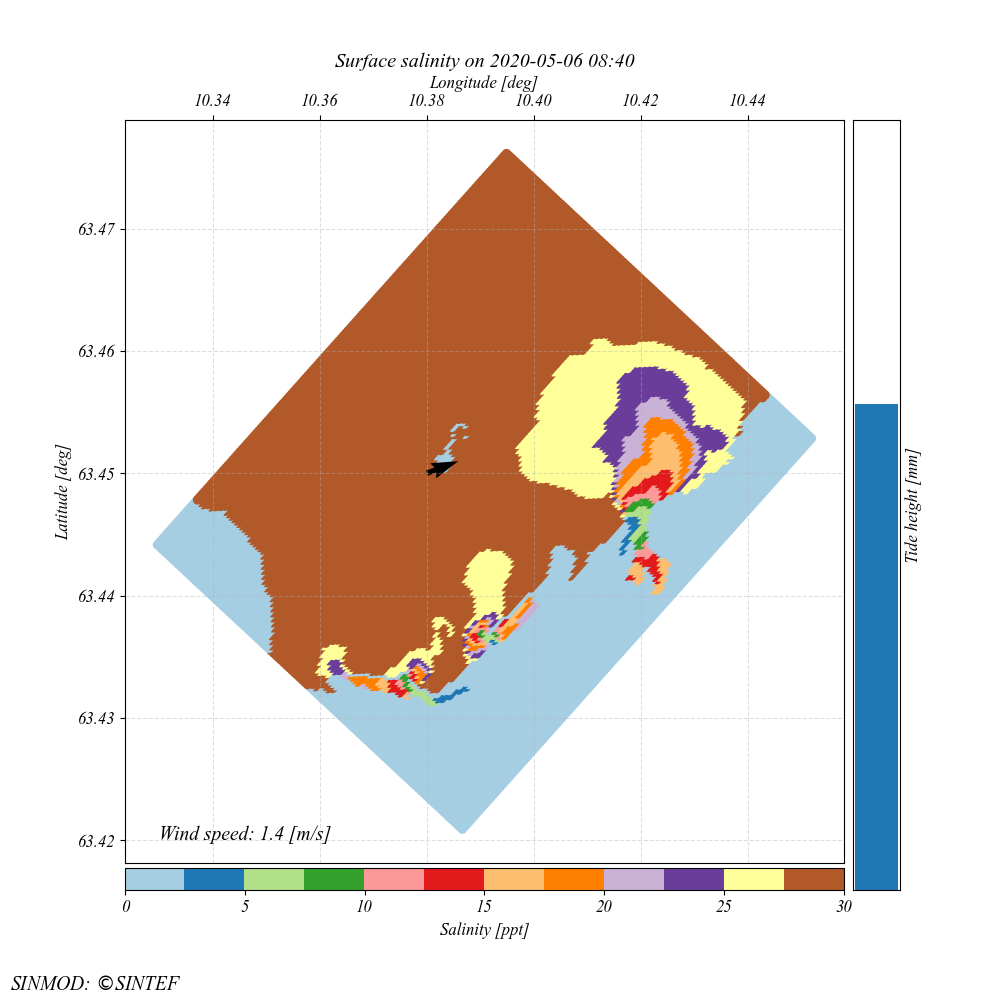 Surface salinity on 2020-05-06 08:40
Longitude [deg]
10.34 10.36 10.38 10.40 10.42 10.44
63.47
63.46
63.45
63.44
63.43
63.42
Latitude [deg]
Tide height [mm]
Wind speed: 1.4 [m/s]
0 5 10 15 20 25 30
Salinity [ppt]
SINMOD: ©SINTEF